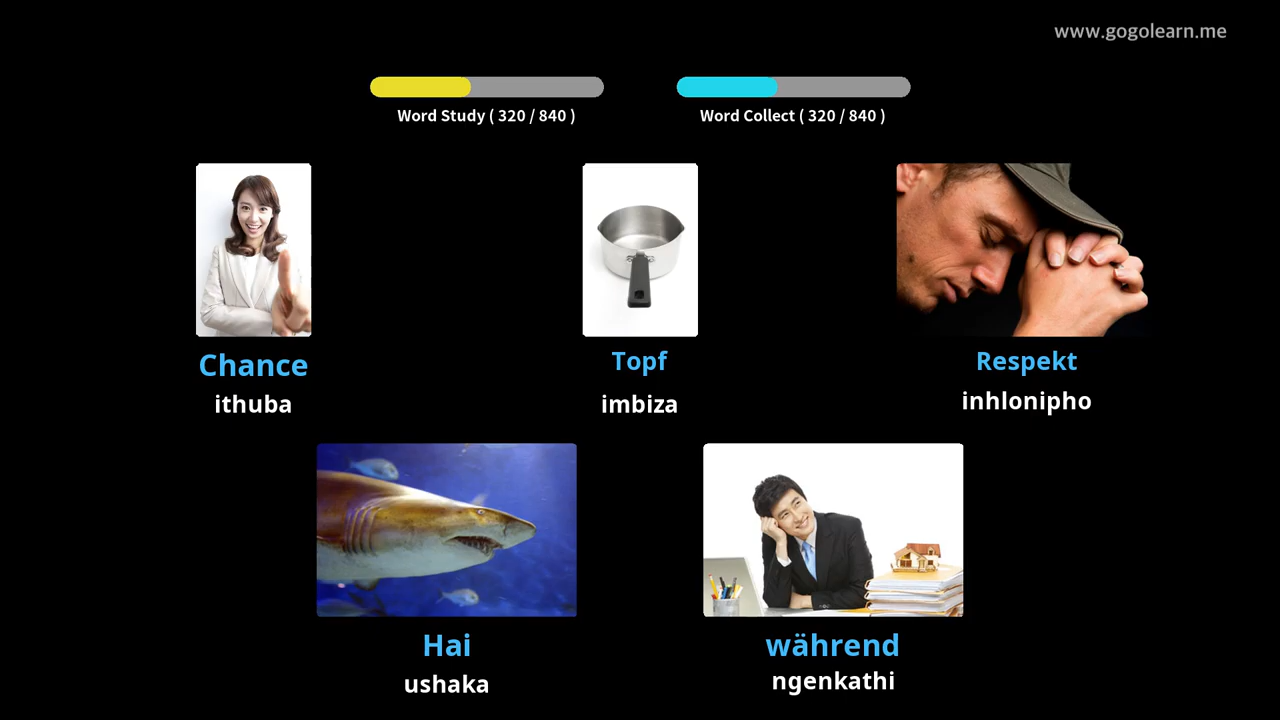 www.gogolearn.me
Word Study ( 320 / 840 )
Word Collect ( 320 / 840 )
Chance
ithuba
Topf
imbiza
Respekt
inhlonipho
Hai
ushaka
während
ngenkathi